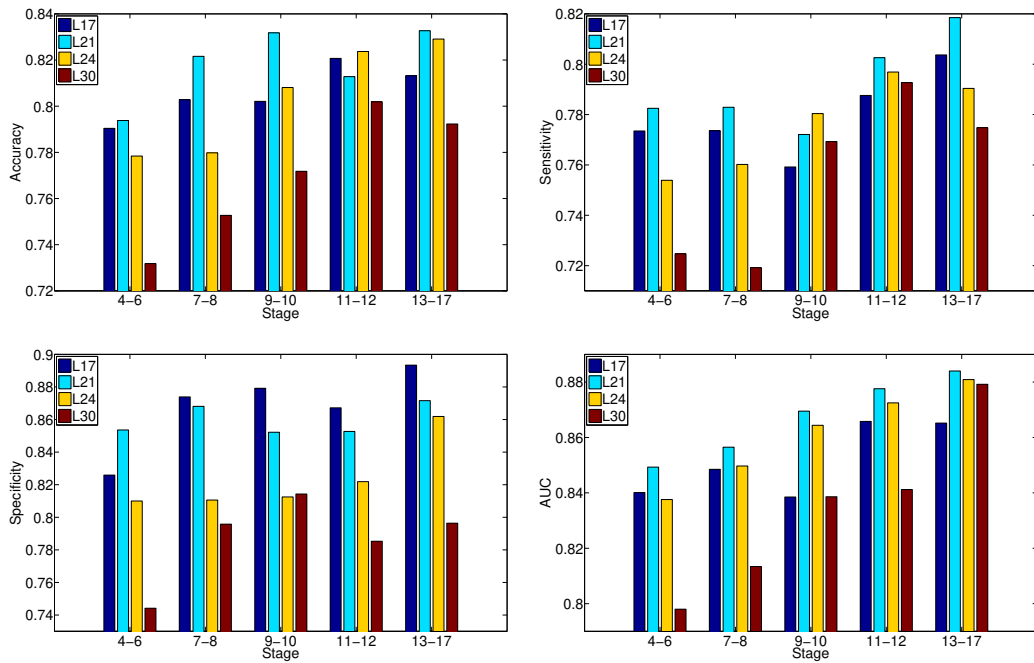 0.84
0.82
0.8
0.78
0.76
0.74
0.72
Accuracy
L17
L21
L24
L30
4−6 7−8 9−10 11−12 13−17
Stage
0.82
0.8
0.78
0.76
0.74
0.72
Sensitivity
L17
L21
L24
L30
4−6 7−8 9−10 11−12 13−17
Stage
0.9
0.88
0.86
0.84
0.82
0.8
0.78
0.76
0.74
Specificity
L17
L21
L24
L30
4−6 7−8 9−10 11−12 13−17
Stage
0.88
0.86
0.84
0.82
0.8
AUC
L17
L21
L24
L30
4−6 7−8 9−10 11−12 13−17
Stage